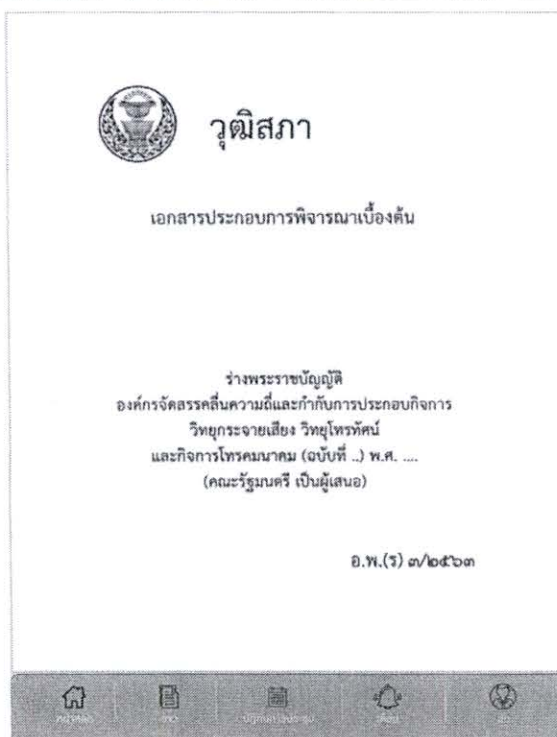 วุฒิสภา
เอกสารประกอบการพิจารณาเบื้องต้น
ร่างพระราชบัญญัติ
องค์กรจัดสรรคลื่นความถี่และกำกับการประกอบกิจการ
วิทยุกระจายเสียง วิทยุโทรทัศน์
และกิจการโทรคมนาคม (ฉบับที่ ..) พ.ศ. ....
(คณะรัฐมนตรี เป็นผู้เสนอ)
อ.พ.(ร) ๓/๒๕๖๓